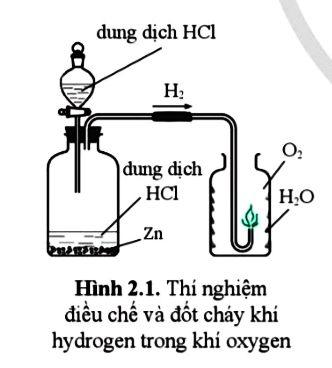 dung dịch HCl
H₂
dung dịch
HCl
Zn
O₂
H₂O
Hình 2.1. Thí nghiệm
điều chế và đốt cháy khí
hydrogen trong khí oxygen